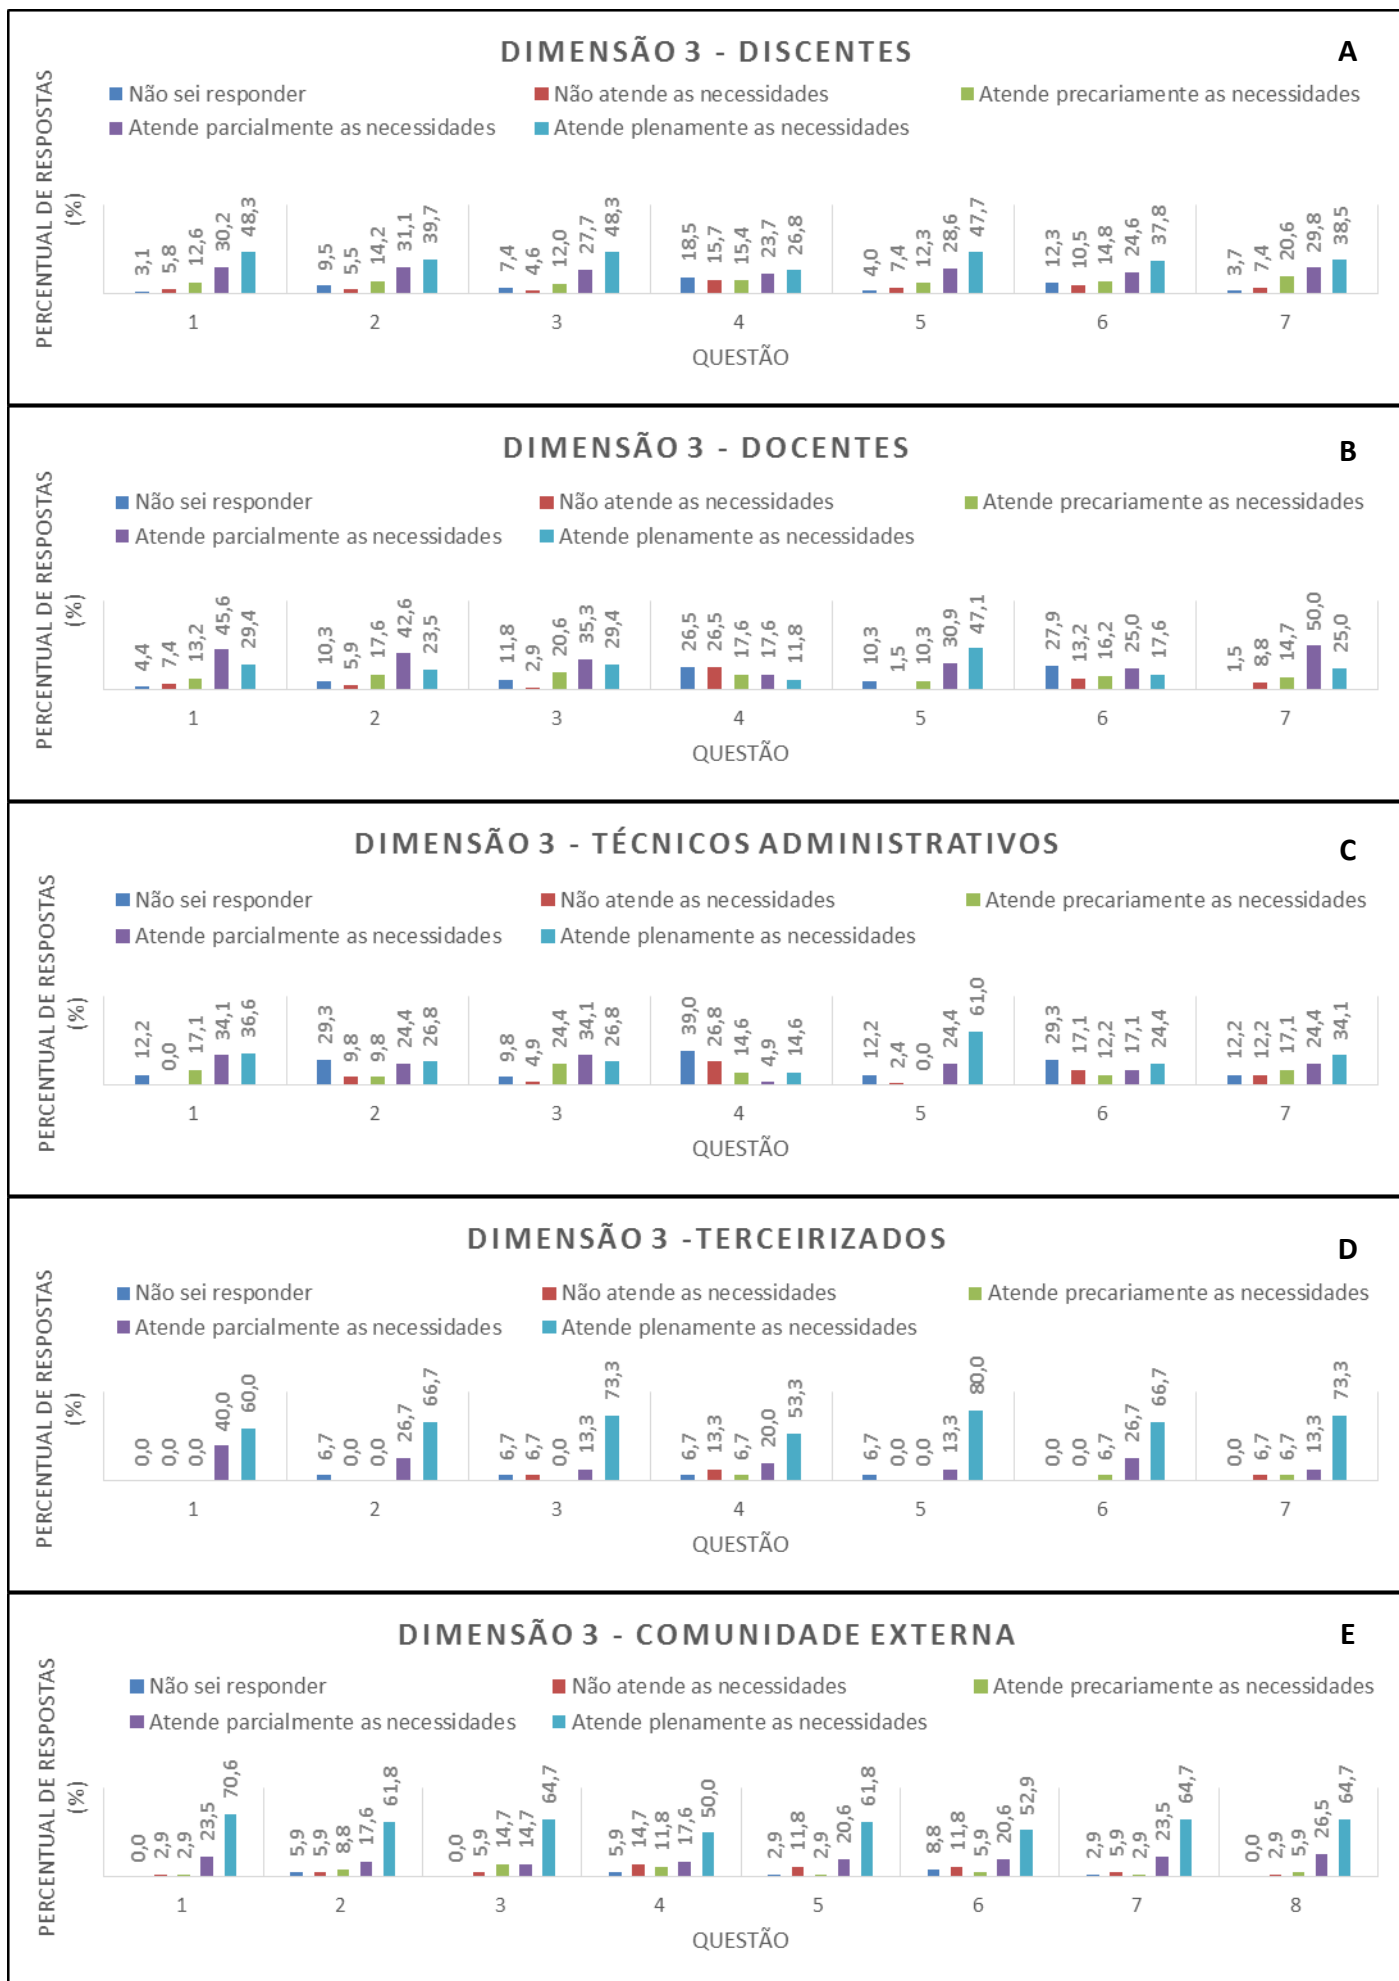 DIMENSÃO 3 - DISCENTES
A
Não sei responder
Não atende as necessidades
Atende precariamente as necessidades
Atende parcialmente as necessidades
Atende plenamente as necessidades
PERCENTUAL DE RESPOSTAS
(%)
3,1 5,8 12,6 30,2 48,3
9,5 5,5 14,2 31,1 39,7
7,4 4,6 12,0 27,7 48,3
18,5 15,7 15,4 23,7 26,8
4,0 7,4 12,3 28,6 47,7
12,3 10,5 14,8 24,6 37,8
3,7 7,4 20,6 29,8 38,5
1 2 3 4 5 6 7
QUESTÃO
DIMENSÃO 3 - DOCENTES
B
Não sei responder
Não atende as necessidades
Atende precariamente as necessidades
Atende parcialmente as necessidades
Atende plenamente as necessidades
PERCENTUAL DE RESPOSTAS
(%)
4,4 7,4 13,2 45,6 29,4
10,3 5,9 17,6 42,6 23,5
11,8 2,9 20,6 35,3 29,4
26,5 26,5 17,6 17,6 11,8
10,3 1,5 10,3 30,9 47,1
27,9 13,2 16,2 25,0 17,6
1,5 8,8 14,7 50,0 25,0
1 2 3 4 5 6 7
QUESTÃO
DIMENSÃO 3 - TÉCNICOS ADMINISTRATIVOS
C
Não sei responder
Não atende as necessidades
Atende precariamente as necessidades
Atende parcialmente as necessidades
Atende plenamente as necessidades
PERCENTUAL DE RESPOSTAS
(%)
12,2 0,0 17,1 34,1 36,6
29,3 9,8 9,8 24,4 26,8
9,8 4,9 24,4 34,1 26,8
39,0 26,8 14,6 4,9 14,6
12,2 2,4 0,0 24,4 61,0
29,3 17,1 12,2 17,1 24,4
12,2 12,2 17,1 24,4 34,1
1 2 3 4 5 6 7
QUESTÃO
DIMENSÃO 3 -TERCEIRIZADOS
D
Não sei responder
Não atende as necessidades
Atende precariamente as necessidades
Atende parcialmente as necessidades
Atende plenamente as necessidades
PERCENTUAL DE RESPOSTAS
(%)
0,0 0,0 0,0 40,0 60,0
6,7 0,0 0,0 26,7 66,7
6,7 6,7 0,0 13,3 73,3
6,7 13,3 6,7 20,0 53,3
6,7 0,0 0,0 13,3 80,0
0,0 0,0 6,7 26,7 66,7
0,0 6,7 6,7 13,3 73,3
1 2 3 4 5 6 7
QUESTÃO
DIMENSÃO 3 - COMUNIDADE EXTERNA
E
Não sei responder
Não atende as necessidades
Atende precariamente as necessidades
Atende parcialmente as necessidades
Atende plenamente as necessidades
PERCENTUAL DE RESPOSTAS
(%)
0,0 2,9 2,9 23,5 70,6
5,9 5,9 8,8 17,6 61,8
0,0 5,9 14,7 14,7 64,7
5,9 14,7 11,8 17,6 50,0
2,9 11,8 2,9 20,6 61,8
8,8 11,8 5,9 20,6 52,9
2,9 5,9 2,9 23,5 64,7
0,0 2,9 5,9 26,5 64,7
1 2 3 4 5 6 7 8
QUESTÃO